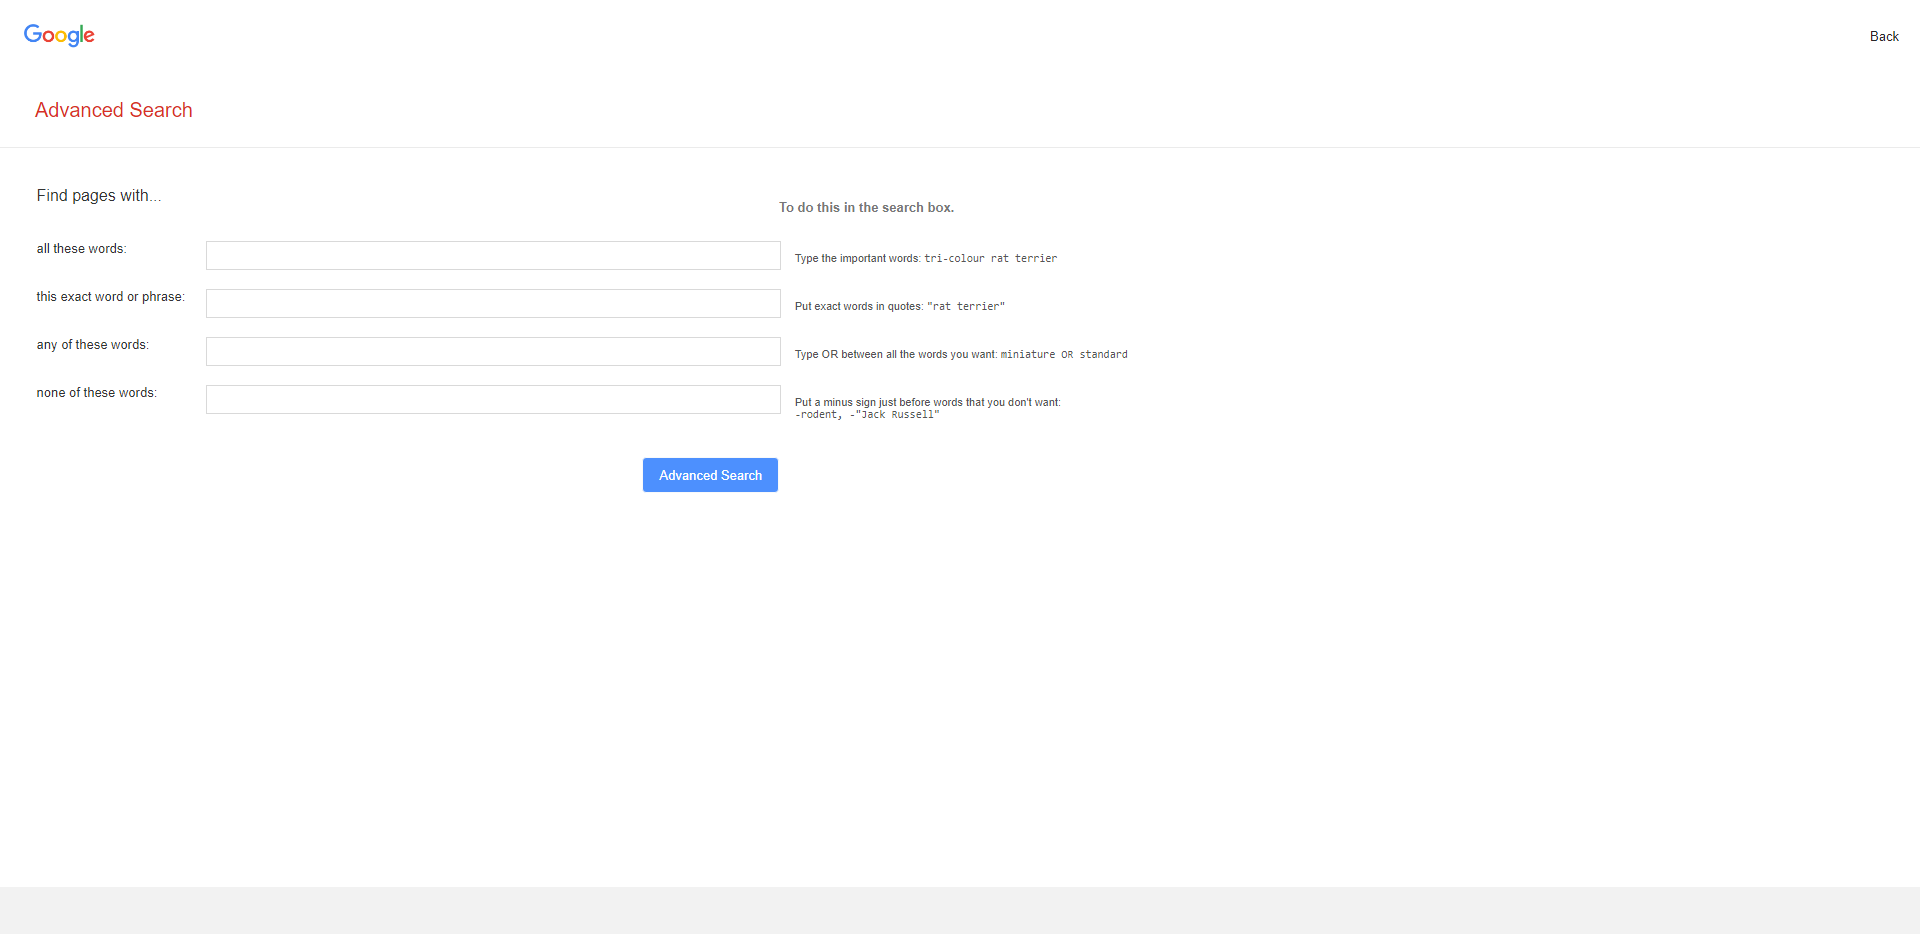 Google
Back
Advanced Search
Find pages with...
To do this in the search box.
all these words:
Type the important words: tri-colour rat terrier
this exact word or phrase:
Put exact words in quotes: "rat terrier"
any of these words:
Type OR between all the words you want: miniature OR standard
none of these words:
Put a minus sign just before words that you don't want:
-rodent, -"Jack Russell"
Advanced Search